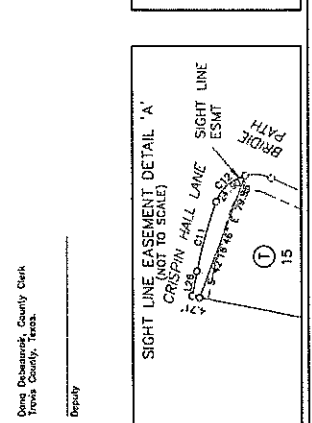 Dana Debeauvoir, County Clerk
Travis County, Texas.
Deputy
SIGHT LINE EASEMENT DETAIL 'A'
(NOT TO SCALE)
CRISPIN HALL LANE
SIGHT LINE
ESMT
BRIDIE
PATH
L26
C11
C12
T
15